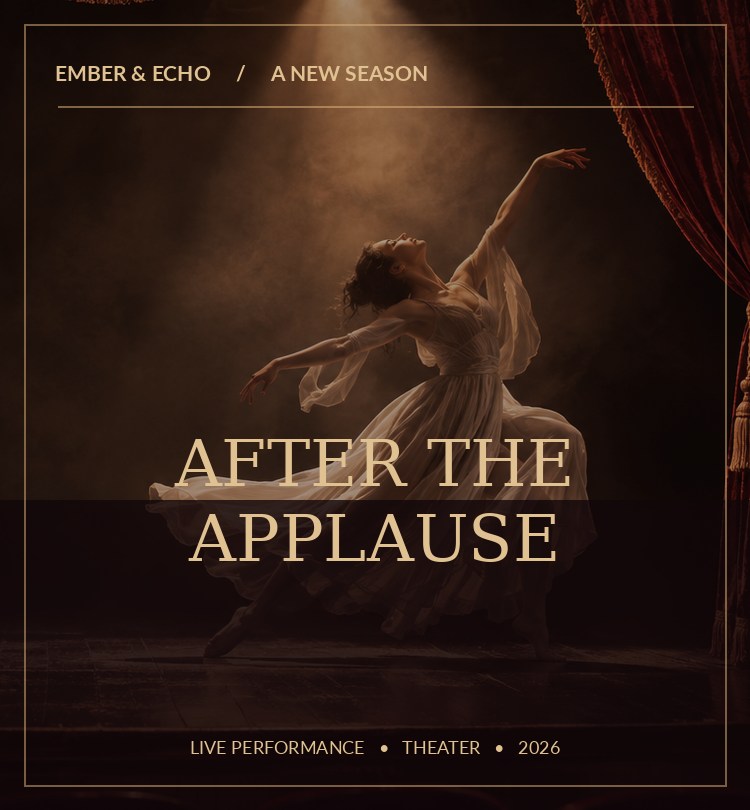 EMBER & ECHO / A NEW SEASON
AFTER THE
APPLAUSE
LIVE PERFORMANCE • THEATER • 2026